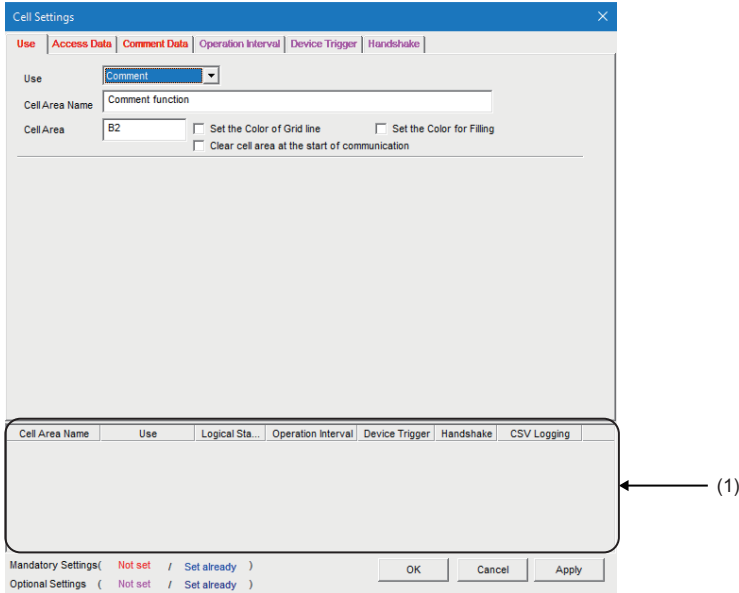 Cell Settings
Use Access Data Comment Data Operation Interval Device Trigger Handshake
Use Comment
Cell Area Name Comment function
Cell Area B2 Set the Color of Grid line Set the Color for Filling
Clear cell area at the start of communication
Cell Area Name Use Logical Sta... Operation Interval Device Trigger Handshake CSV Logging
(1)
Mandatory Settings( Not set / Set already )
OK Cancel Apply
Optional Settings ( Not set / Set already )